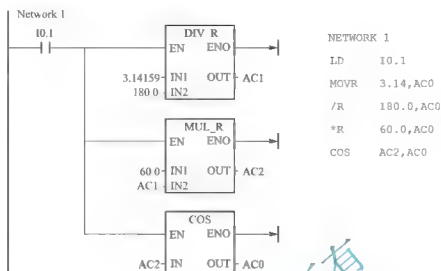 Network 1
I0.1
DIV_R
EN ENO
3.14159 IN1 OUT AC1
180.0 IN2
MUL_R
EN ENO
60.0 IN1 OUT AC2
AC1 IN2
COS
EN ENO
AC2 IN OUT AC0
NETWORK 1
LD I0.1
MOVR 3.14,AC0
/R 180.0,AC0
*R 60.0,AC0
COS AC2,AC0